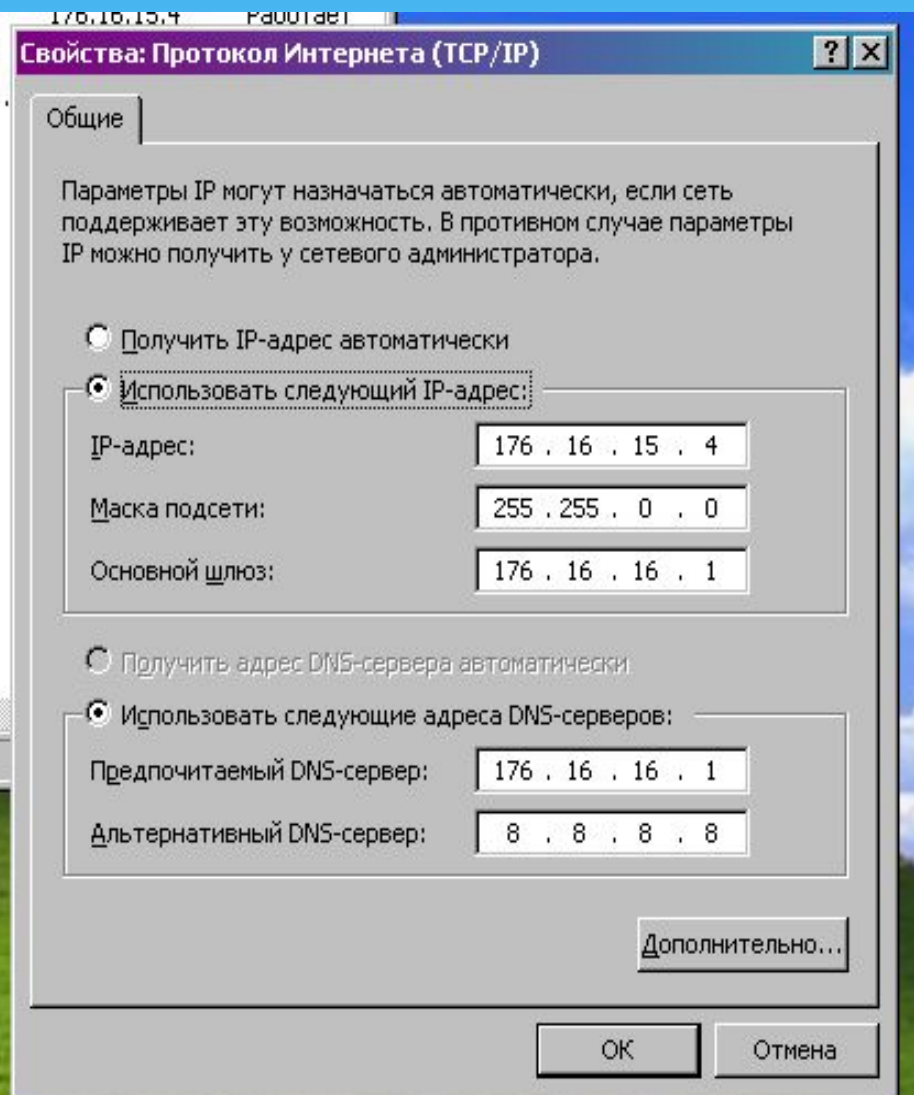 176.16.15.4 Работает
Свойства: Протокол Интернета (TCP/IP)
Общие
Параметры IP могут назначаться автоматически, если сеть
поддерживает эту возможность. В противном случае параметры
IP можно получить у сетевого администратора.
Получить IP-адрес автоматически
Использовать следующий IP-адрес:
IP-адрес: 176 . 16 . 15 . 4
Маска подсети: 255 . 255 . 0 . 0
Основной шлюз: 176 . 16 . 16 . 1
Получить адрес DNS-сервера автоматически
Использовать следующие адреса DNS-серверов:
Предпочитаемый DNS-сервер: 176 . 16 . 16 . 1
Альтернативный DNS-сервер: 8 . 8 . 8 . 8
Дополнительно...
ОК Отмена